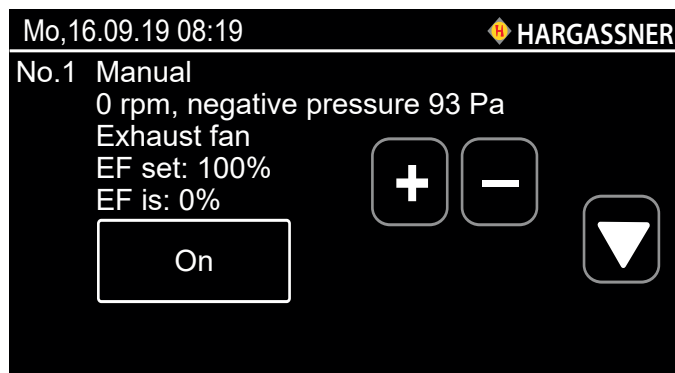 Mo,16.09.19 08:19 HARGASSNER
No.1 Manual
0 rpm, negative pressure 93 Pa
Exhaust fan
EF set: 100%
EF is: 0%
On